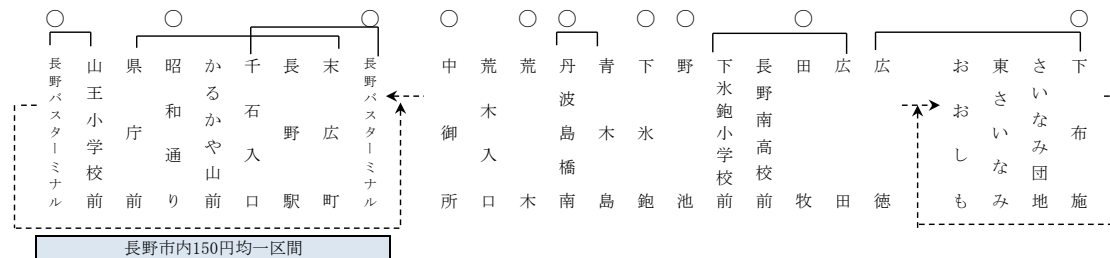 長野バスターミナル
山王小学校前
県庁前
昭和通り
かるかや山前
千石入口
長野駅
末広町
長野バスターミナル
中御所
荒木入口
荒木
丹波島橋南
青木島
下氷鉋
野池
下氷鉋小学校前
長野南高校前
田牧
広田
広徳
おおしも
東さいなみ
さいなみ団地
下布施
長野市内150円均一区間